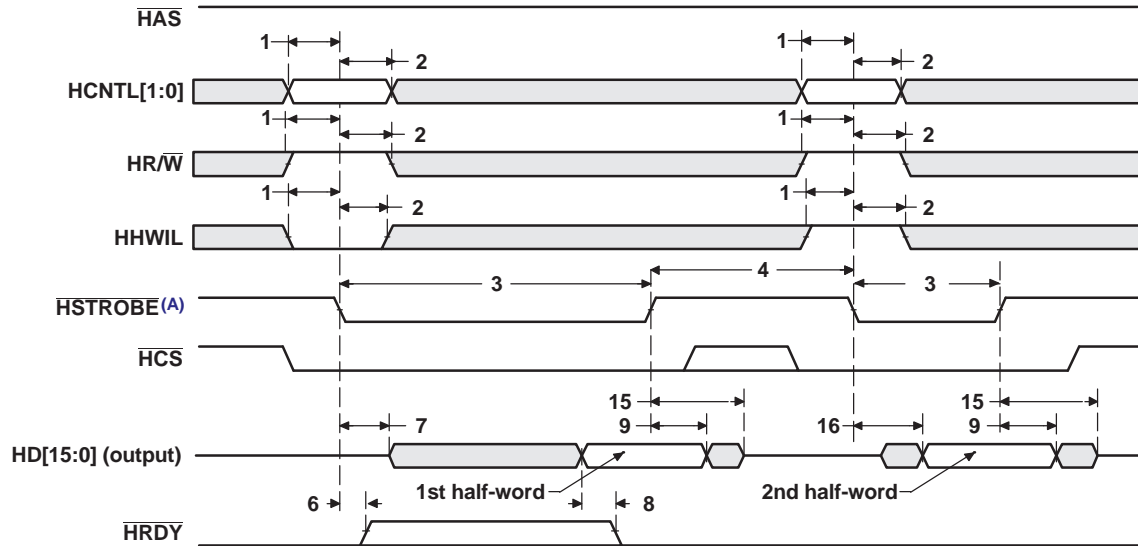 HAS
1 1
2 2
HCNTL[1:0]
1 1
2 2
HR/W
1 1
2 2
HHWIL
3 4 3
HSTROBE(A)
HCS
15 15
7 9 16 9
HD[15:0] (output)
1st half-word 2nd half-word
6 8
HRDY